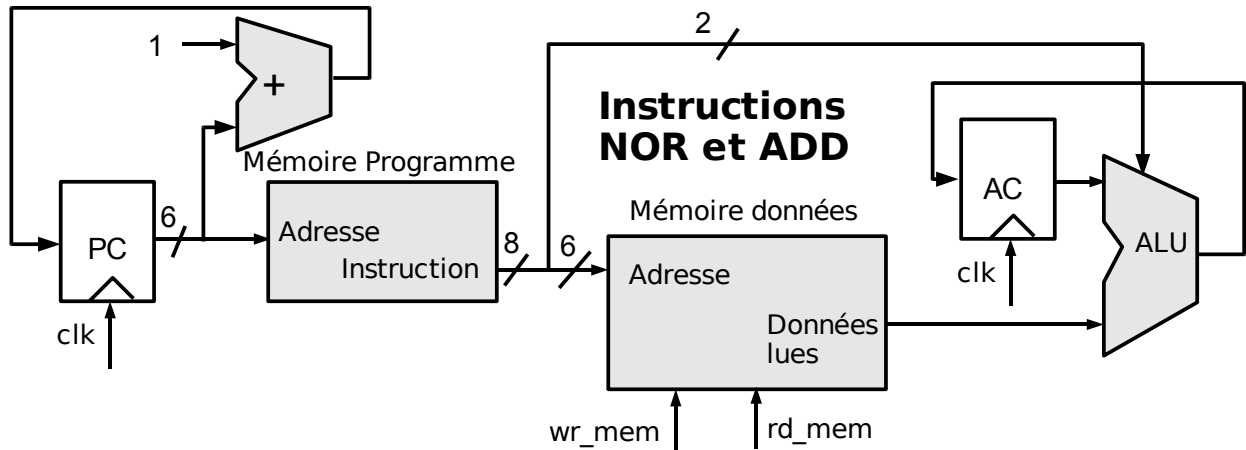 2
1
+
Instructions
NOR et ADD
Mémoire Programme
6
PC
Adresse
Instruction
clk
8
6
Mémoire données
Adresse
Données
lues
wr_mem
rd_mem
AC
clk
ALU